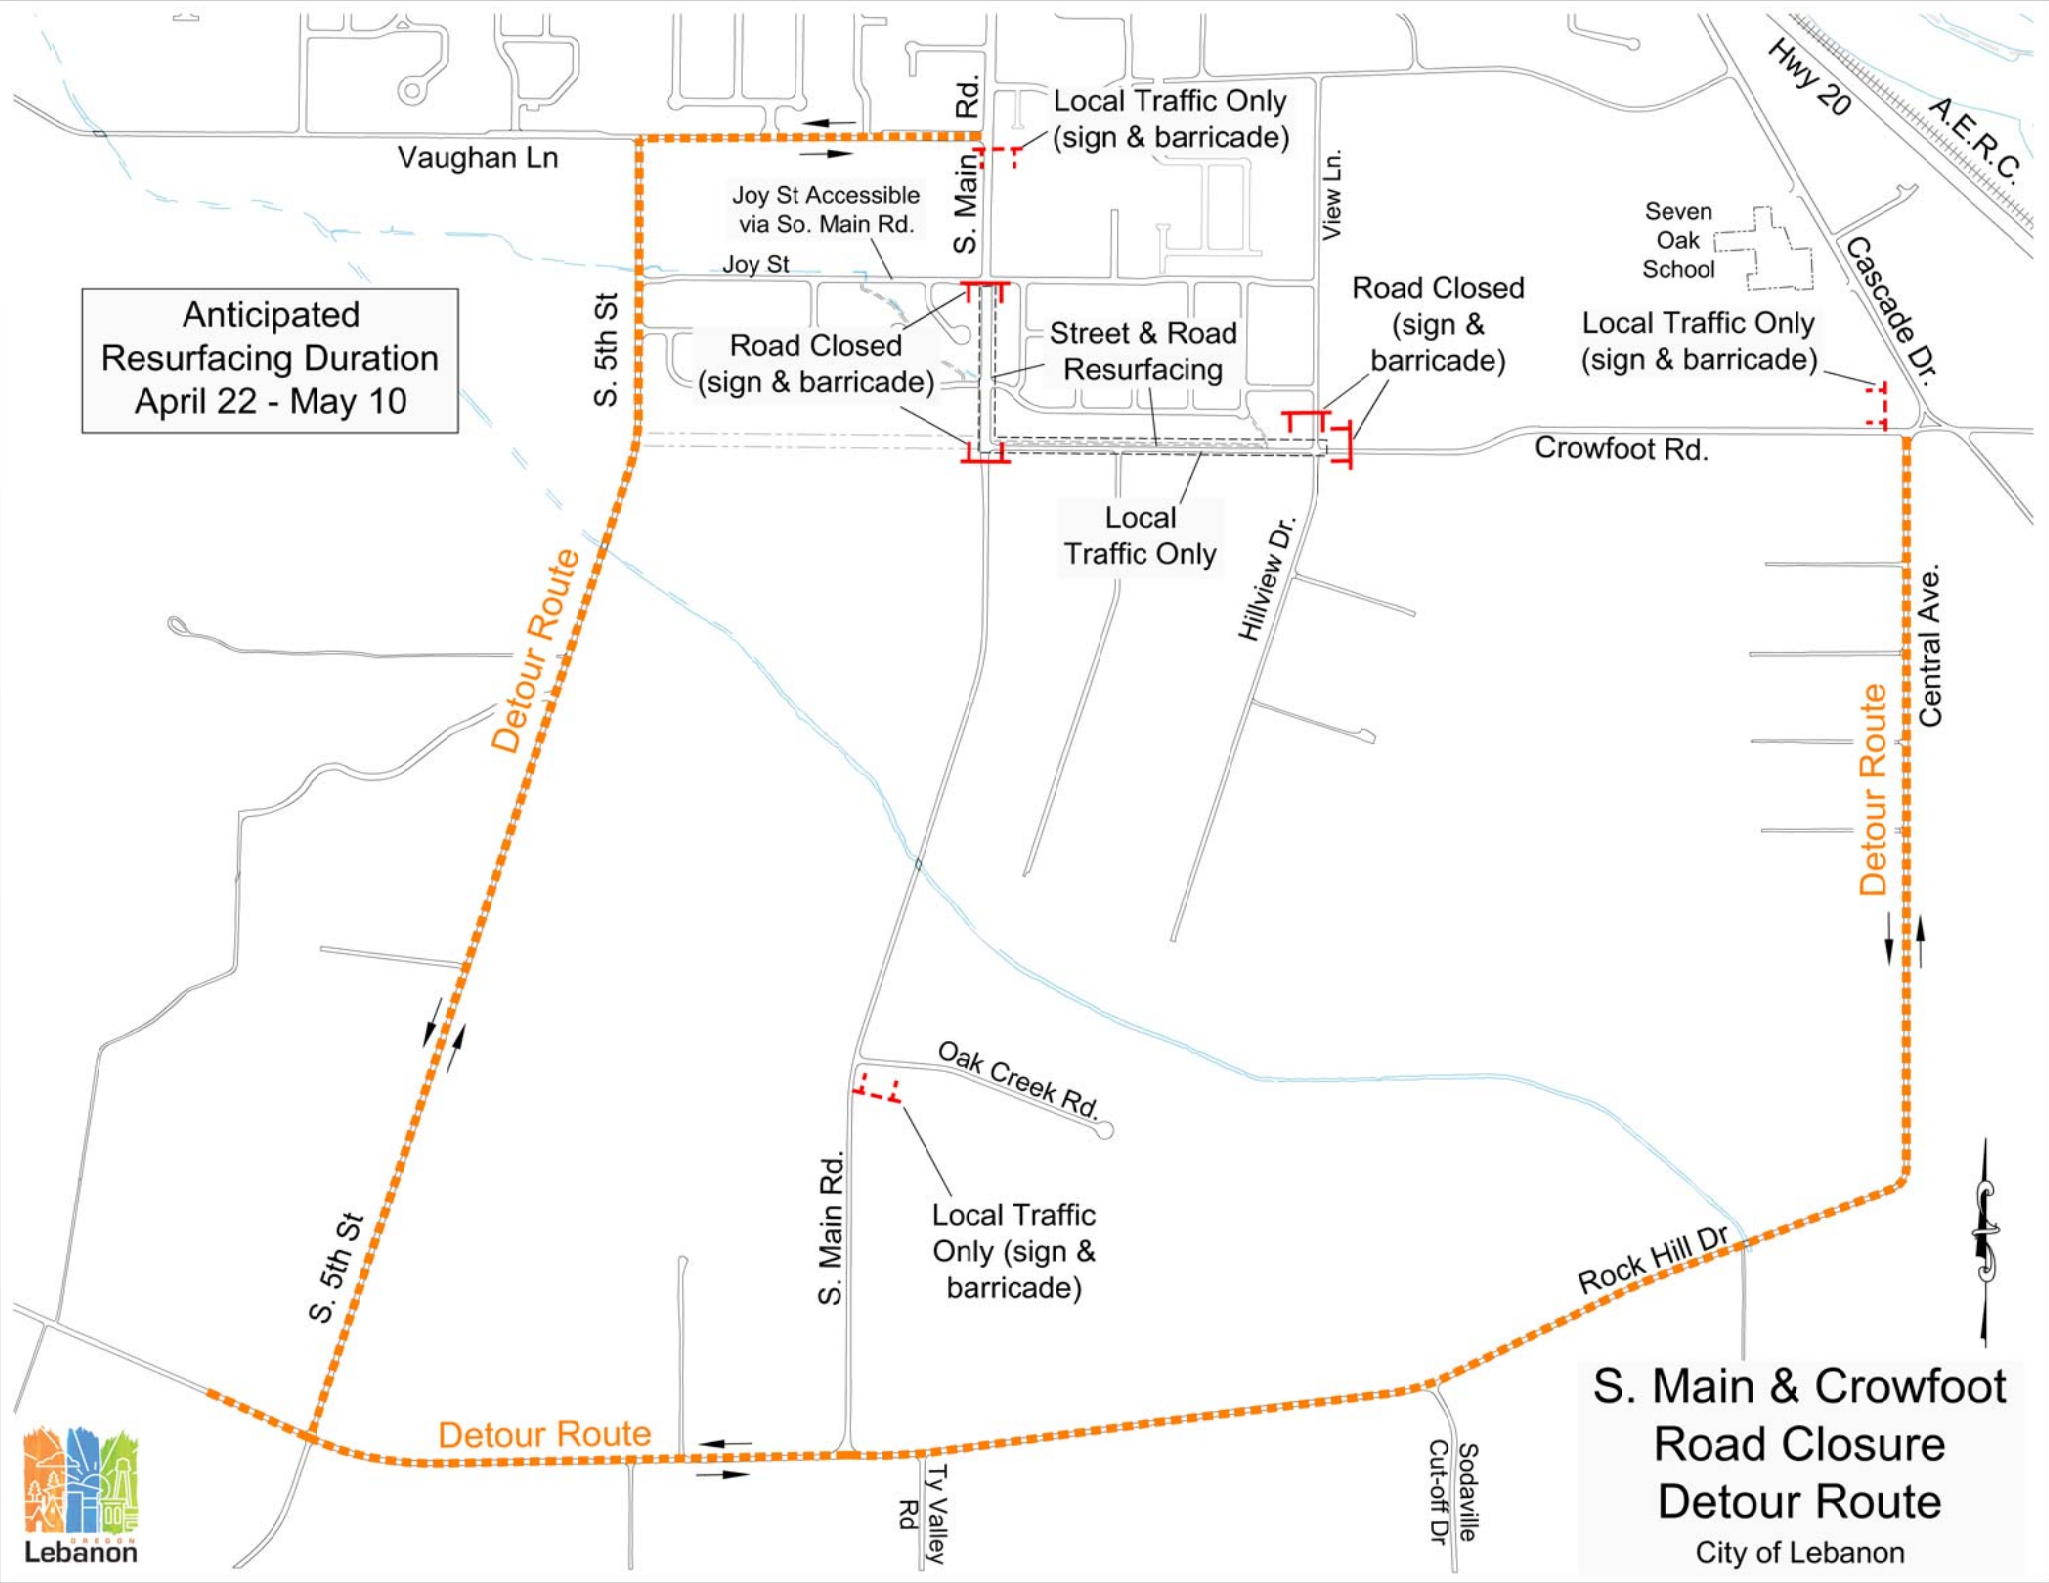 Hwy 20
A.E.R.C.
Rd.
S. Main
Local Traffic Only
(sign & barricade)
Vaughan Ln
Joy St Accessible
via So. Main Rd.
View Ln.
Seven
Oak
School
Cascade Dr.
Joy St
Anticipated
Resurfacing Duration
April 22 - May 10
S. 5th St
Road Closed
(sign & barricade)
Street & Road
Resurfacing
Road Closed
(sign &
barricade)
Local Traffic Only
(sign & barricade)
Crowfoot Rd.
Local
Traffic Only
Hillview Dr.
Detour Route
Central Ave.
Detour Route
Oak Creek Rd.
S. Main Rd.
Local Traffic
Only (sign &
barricade)
S. 5th St
Rock Hill Dr
Detour Route
Ty Valley
Rd
Sodaville
Cut-off Dr
S. Main & Crowfoot
Road Closure
Detour Route
City of Lebanon
OREGON
Lebanon